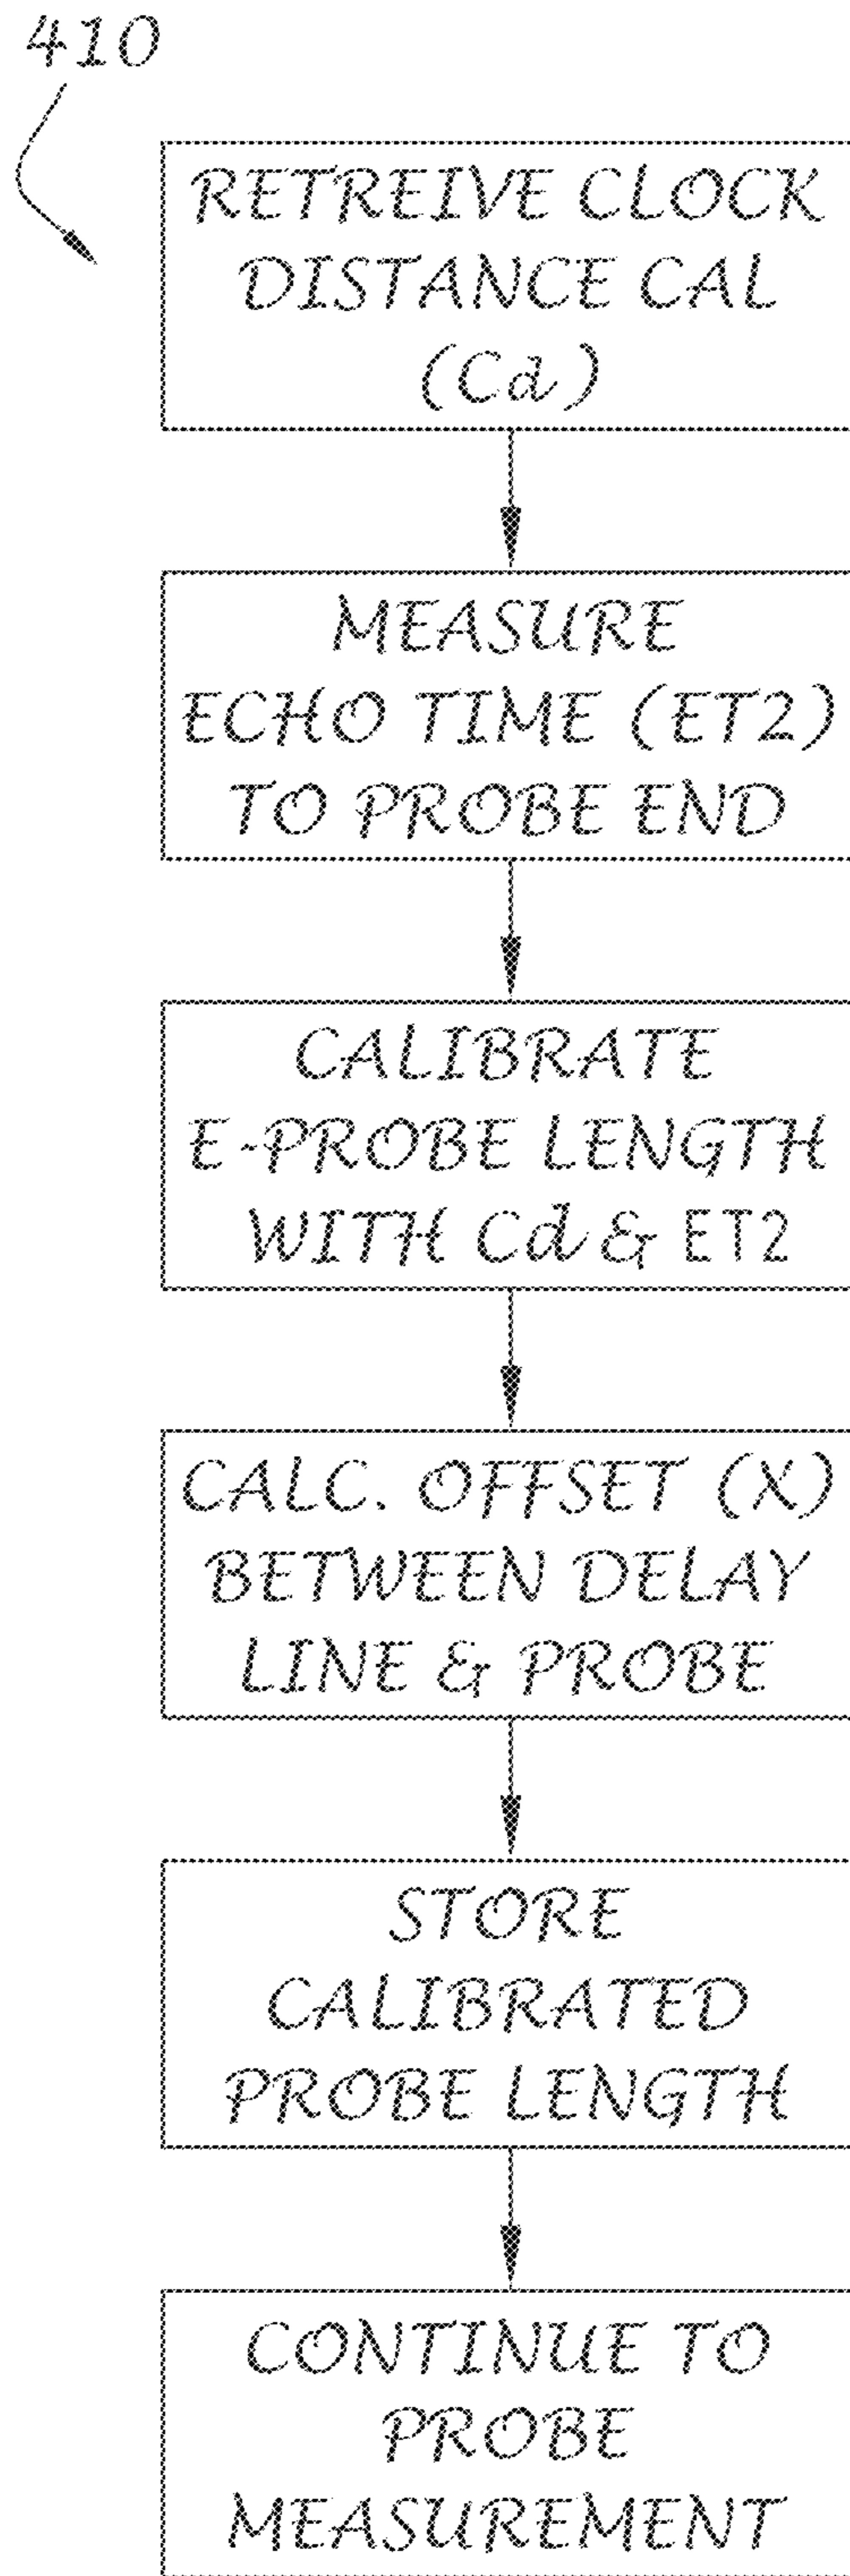 410
RETREIVE CLOCK
DISTANCE CAL
(Cd)
MEASURE
ECHO TIME (ET2)
TO PROBE END
CALIBRATE
E-PROBE LENGTH
WITH Cd & ET2
CALC. OFFSET (X)
BETWEEN DELAY
LINE & PROBE
STORE
CALIBRATED
PROBE LENGTH
CONTINUE TO
PROBE
MEASUREMENT